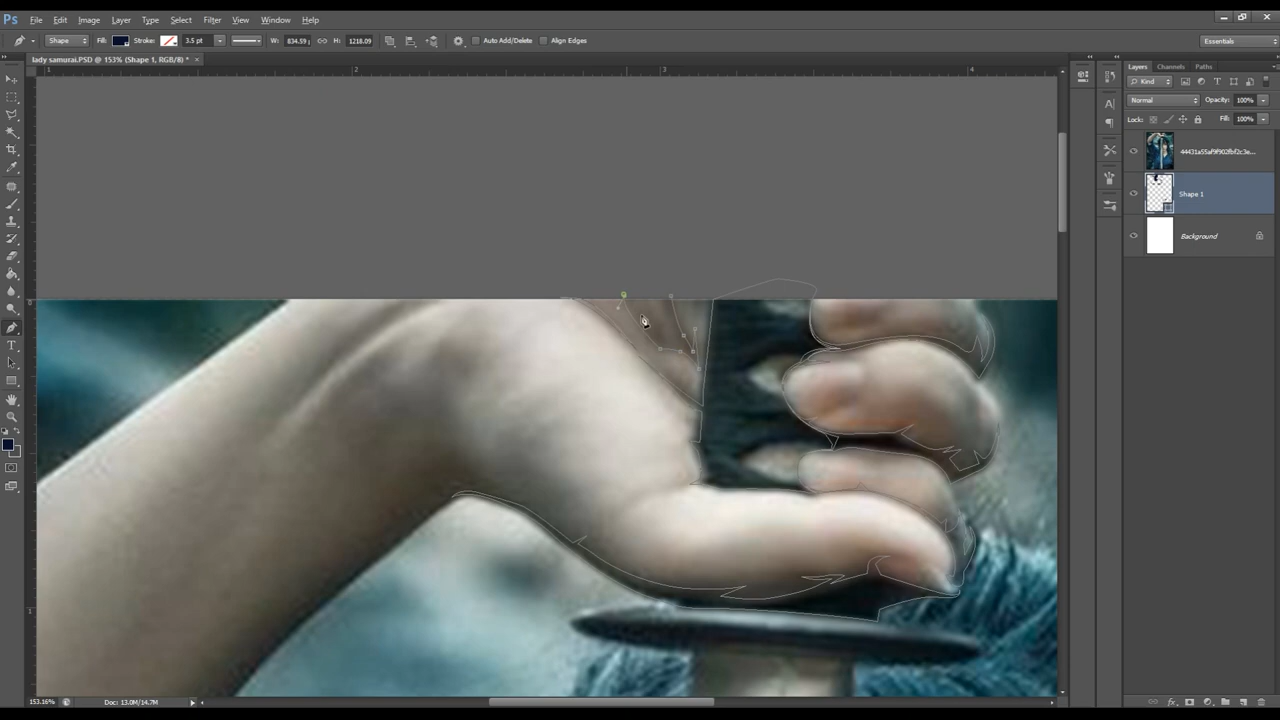 Ps File Edit Image Layer Type Select Filter View Window Help
Shape Fill: Stroke: 3.5 pt W: 834.59 H: 1218.09 Auto Add/Delete Align Edges Essentials
lady samurai.PSD @ 153% (Shape 1, RGB/8) * ×
1 2 3 4
Layers Channels Paths
Kind
Normal Opacity: 100%
Lock: Fill: 100%
Shape 1
Background
0
1
153.16% Doc: 13.0M/14.7M